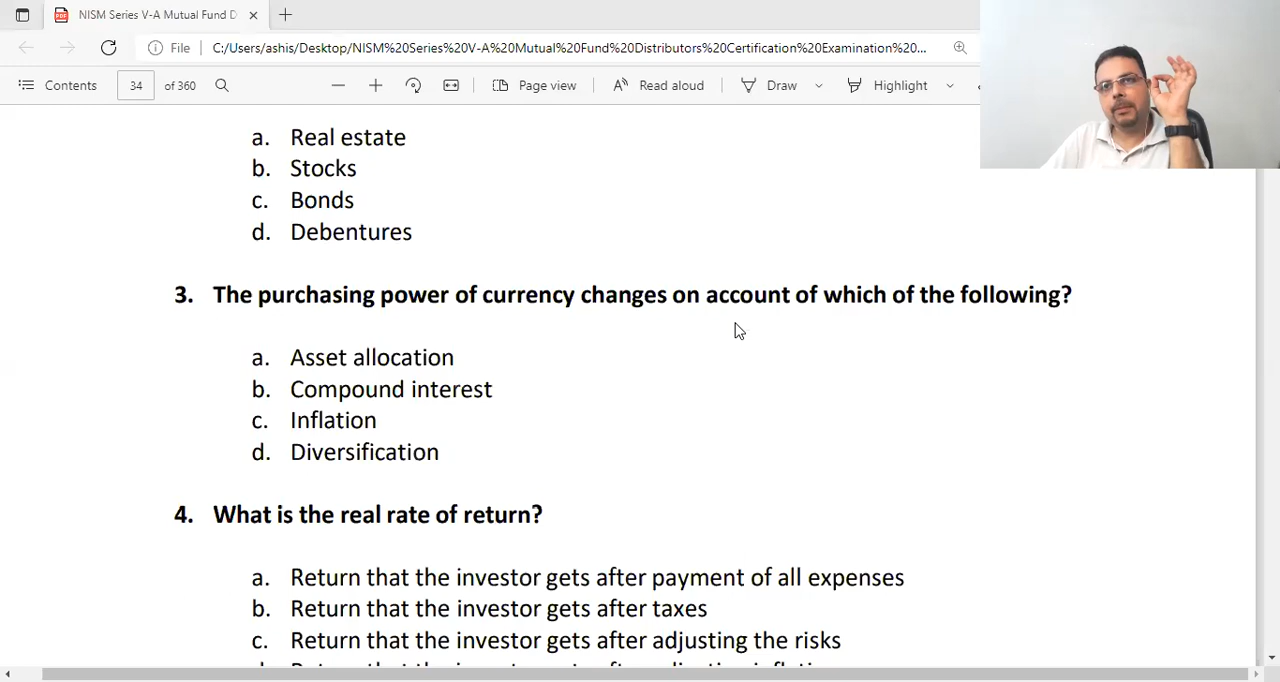 NISM Series V-A Mutual Fund D
File
C:/Users/ashis/Desktop/NISM%20Series%20V-A%20Mutual%20Fund%20Distributors%20Certification%20Examination%20...
Contents
34 of 360
Page view
Read aloud
Draw
Highlight
a. Real estate
b. Stocks
c. Bonds
d. Debentures
3. The purchasing power of currency changes on account of which of the following?
a. Asset allocation
b. Compound interest
c. Inflation
d. Diversification
4. What is the real rate of return?
a. Return that the investor gets after payment of all expenses
b. Return that the investor gets after taxes
c. Return that the investor gets after adjusting the risks